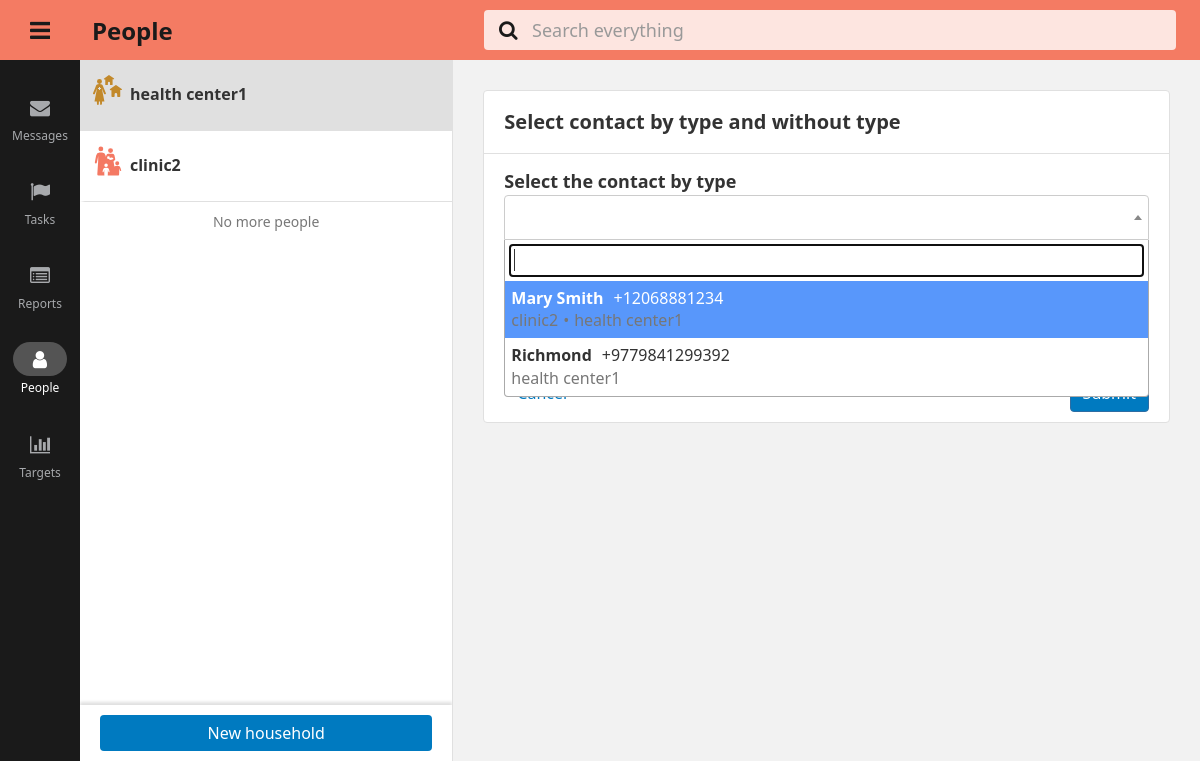 People
Search everything
Messages
Tasks
Reports
People
Targets
health center1
clinic2
No more people
New household
Select contact by type and without type
Select the contact by type
Mary Smith +12068881234
clinic2 • health center1
Richmond +9779841299392
health center1
Cancel
Submit